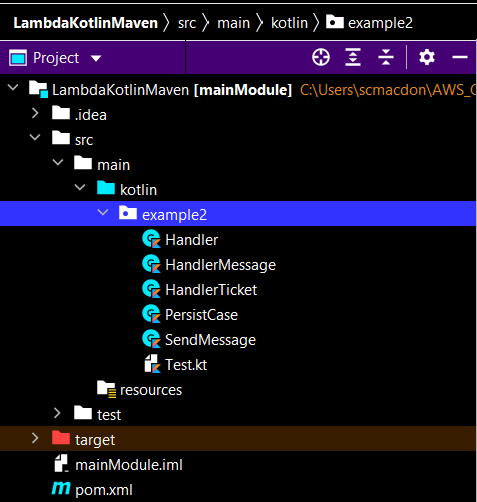 LambdaKotlinMaven 〉 src 〉 main 〉 kotlin 〉 example2
Project
LambdaKotlinMaven [mainModule] C:\Users\scmacdon\AWS_
.idea
src
main
kotlin
example2
Handler
HandlerMessage
HandlerTicket
PersistCase
SendMessage
Test.kt
resources
test
target
mainModule.iml
pom.xml